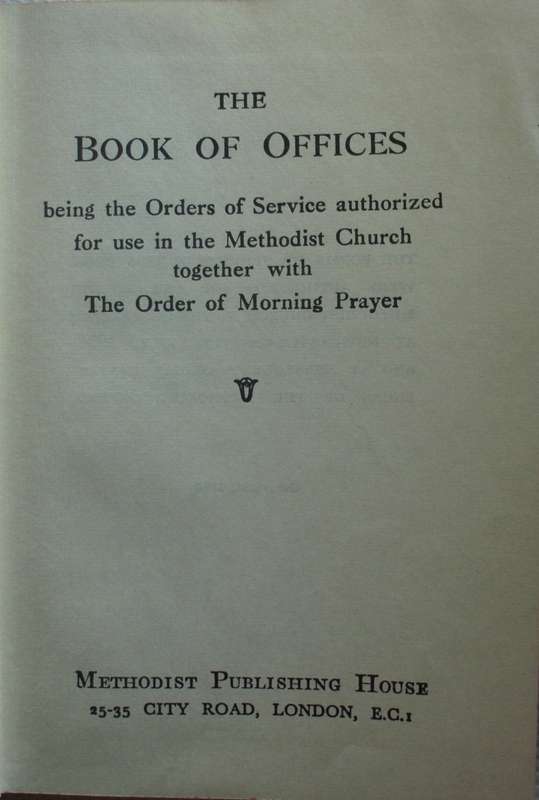 THE
BOOK OF OFFICES
being the Orders of Service authorized
for use in the Methodist Church
together with
The Order of Morning Prayer
METHODIST PUBLISHING HOUSE
25-35 CITY ROAD, LONDON, E.C.1